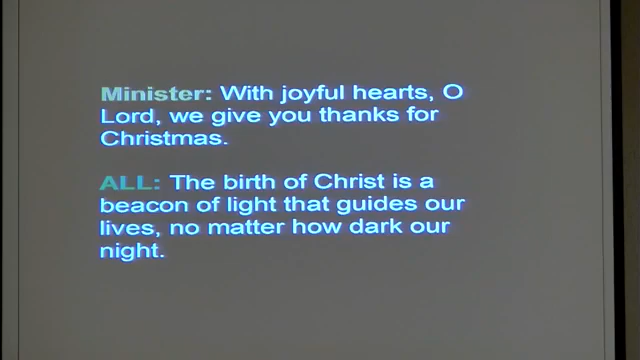 Minister: With joyful hearts, O
Lord, we give you thanks for
Christmas.
ALL: The birth of Christ is a
beacon of light that guides our
lives, no matter how dark our
night.